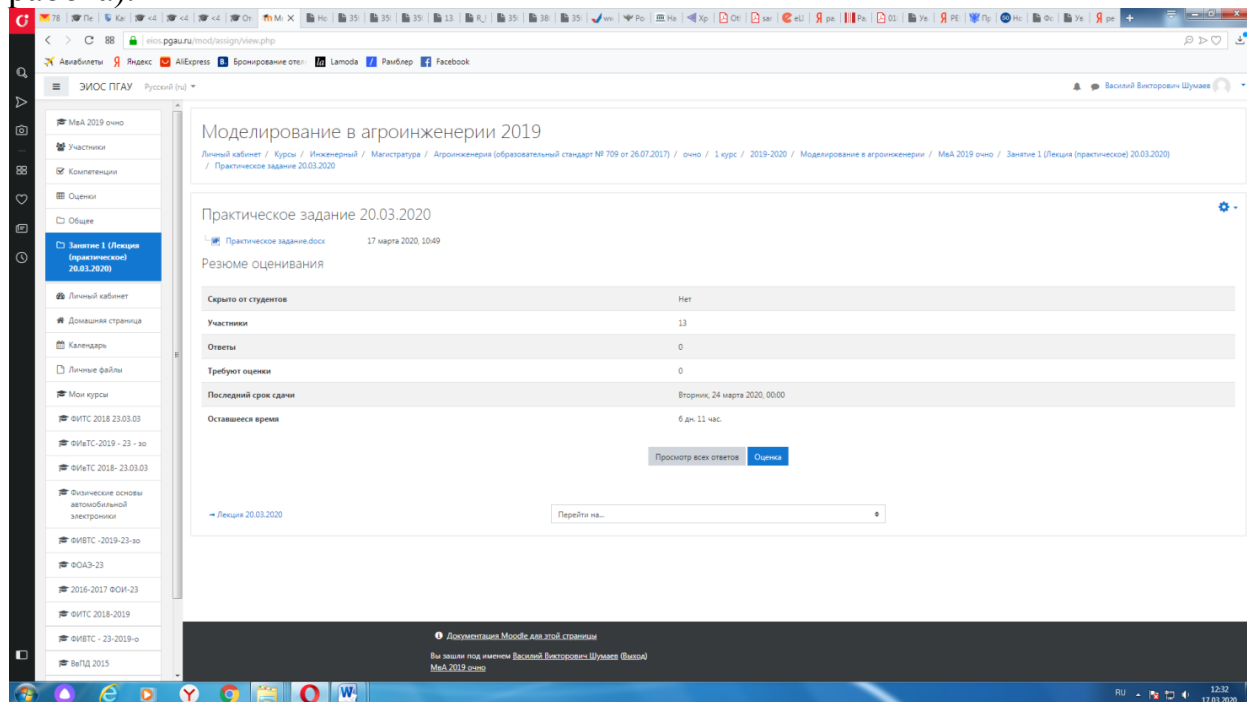 78
eios.pgau.ru/mod/assign/view.php
Авиабилеты
Яндекс
AliExpress
Бронирование отел
Lamoda
Рамблер
Facebook
ЭИОС ПГАУ
Русский (ru)
Василий Викторович Шумаев
МвА 2019 очно
Участники
Компетенции
Оценки
Общее
Занятие 1 (Лекция
(практическое)
20.03.2020)
Личный кабинет
Домашняя страница
Календарь
Личные файлы
Мои курсы
ФИТС 2018 23.03.03
ФИвТС-2019 - 23 - зо
ФИвТС 2018- 23.03.03
Физические основы
автомобильной
электроники
ФИВТС -2019-23-зо
ФОАЭ-23
2016-2017 ФОИ-23
ФИТС 2018-2019
ФИВТС - 23-2019-о
ВвПД 2015
Моделирование в агроинженерии 2019
Личный кабинет / Курсы / Инженерный / Магистратура / Агроинженерия (образовательный стандарт № 709 от 26.07.2017) / очно / 1 курс / 2019-2020 / Моделирование в агроинженерии / МвА 2019 очно / Занятие 1 (Лекция (практическое) 20.03.2020)
/ Практическое задание 20.03.2020
Практическое задание 20.03.2020
Практическое задание.docx 17 марта 2020, 10:49
Резюме оценивания
Скрыто от студентов Нет
Участники 13
Ответы 0
Требуют оценки 0
Последний срок сдачи Вторник, 24 марта 2020, 00:00
Оставшееся время 6 дн. 11 час.
Просмотр всех ответов Оценка
Лекция 20.03.2020
Перейти на...
Документация Moodle для этой страницы
Вы зашли под именем Василий Викторович Шумаев (Выход)
МвА 2019 очно
RU
12:32
17.03.2020